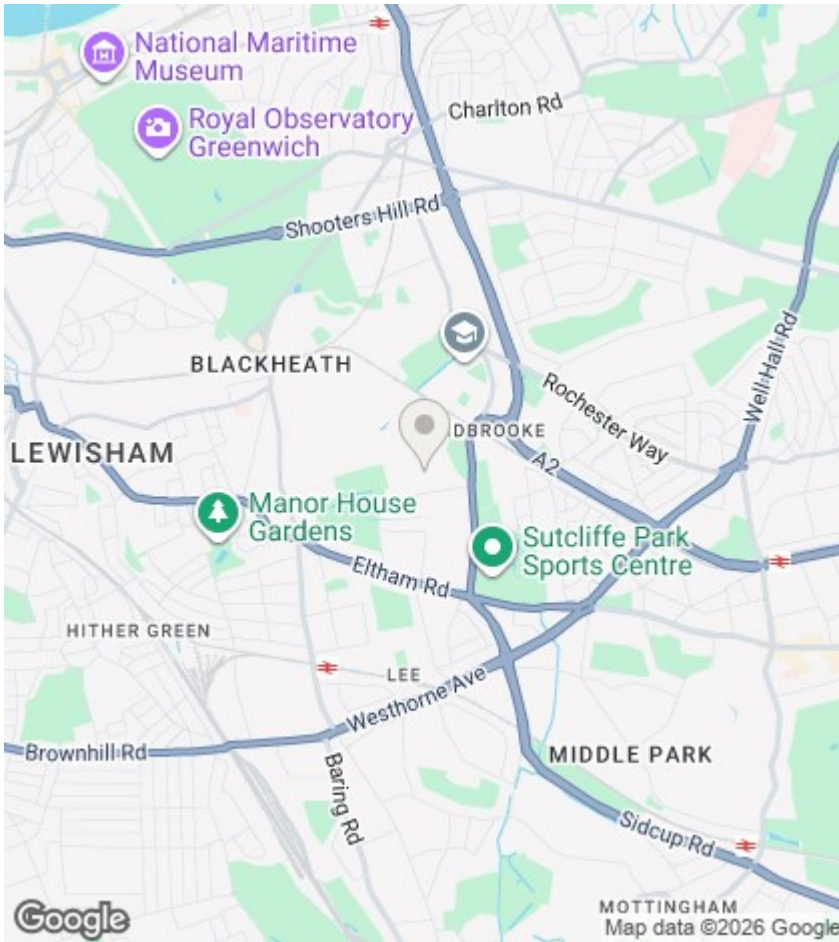 National Maritime
Museum
Royal Observatory
Greenwich
Charlton Rd
Shooters Hill Rd
BLACKHEATH
Rochester Way
Well Hall Rd
DBROOKE
A2
LEWISHAM
Manor House
Gardens
Sutcliffe Park
Sports Centre
Eltham Rd
HITHER GREEN
LEE
Westhorne Ave
Brownhill Rd
Baring Rd
MIDDLE PARK
Sidcup Rd
MOTTINGHAM
Google
Map data ©2026 Google